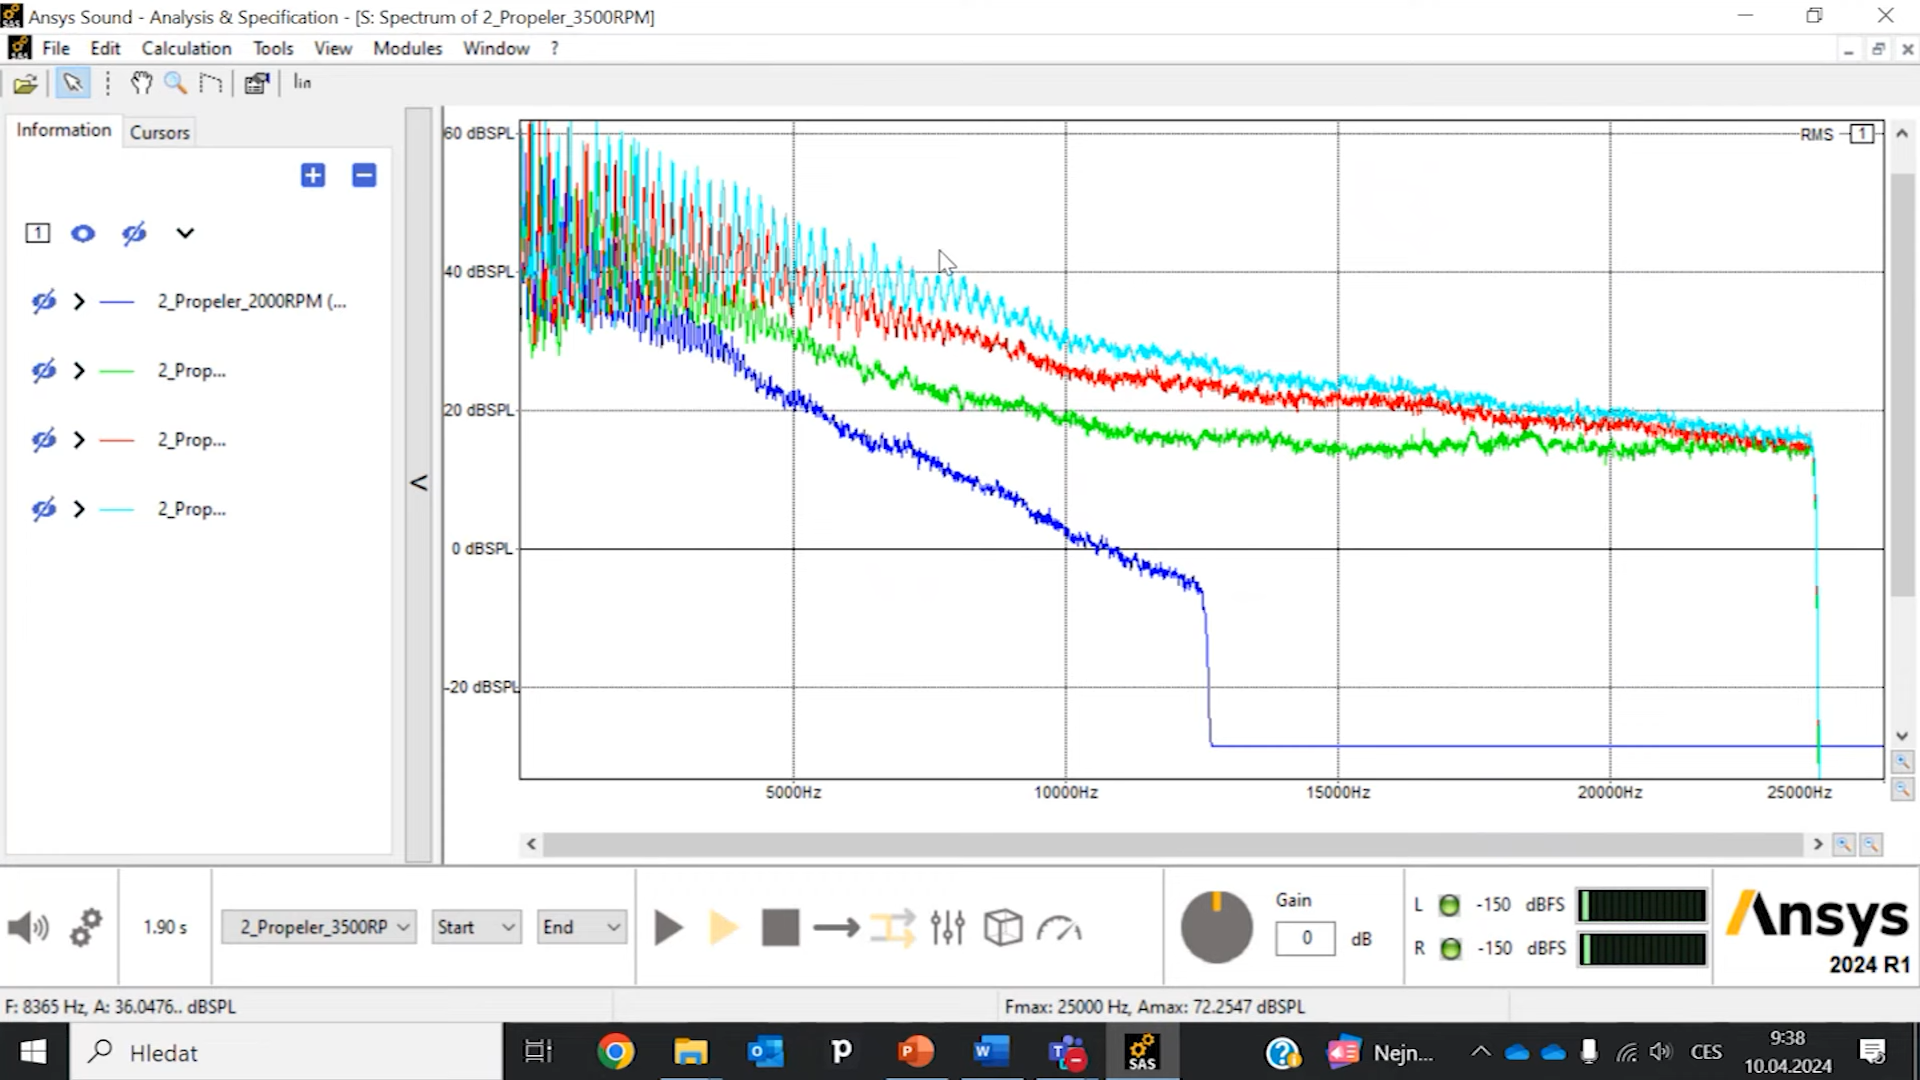 Ansys Sound - Analysis & Specification - [S: Spectrum of 2_Propeler_3500RPM]
File Edit Calculation Tools View Modules Window ?
lin
Information Cursors
1
2_Propeler_2000RPM (...
2_Prop...
2_Prop...
2_Prop...
<
60 dBSPL
40 dBSPL
20 dBSPL
0 dBSPL
-20 dBSPL
RMS 1
5000Hz 10000Hz 15000Hz 20000Hz 25000Hz
1.90 s
2_Propeler_3500RP
Start
End
Gain
0 dB
L -150 dBFS
R -150 dBFS
Ansys
2024 R1
F: 8365 Hz, A: 36.0476.. dBSPL
Fmax: 25000 Hz, Amax: 72.2547 dBSPL
Hledat
SAS
Nejn...
CES
9:38
10.04.2024